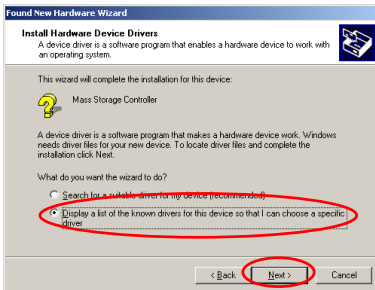 Found New Hardware Wizard
Install Hardware Device Drivers
A device driver is a software program that enables a hardware device to work with
an operating system.
This wizard will complete the installation for this device:
Mass Storage Controller
A device driver is a software program that makes a hardware device work. Windows
needs driver files for your new device. To locate driver files and complete the
installation click Next.
What do you want the wizard to do?
Search for a suitable driver for my device (recommended)
Display a list of the known drivers for this device so that I can choose a specific
driver
< Back
Next >
Cancel